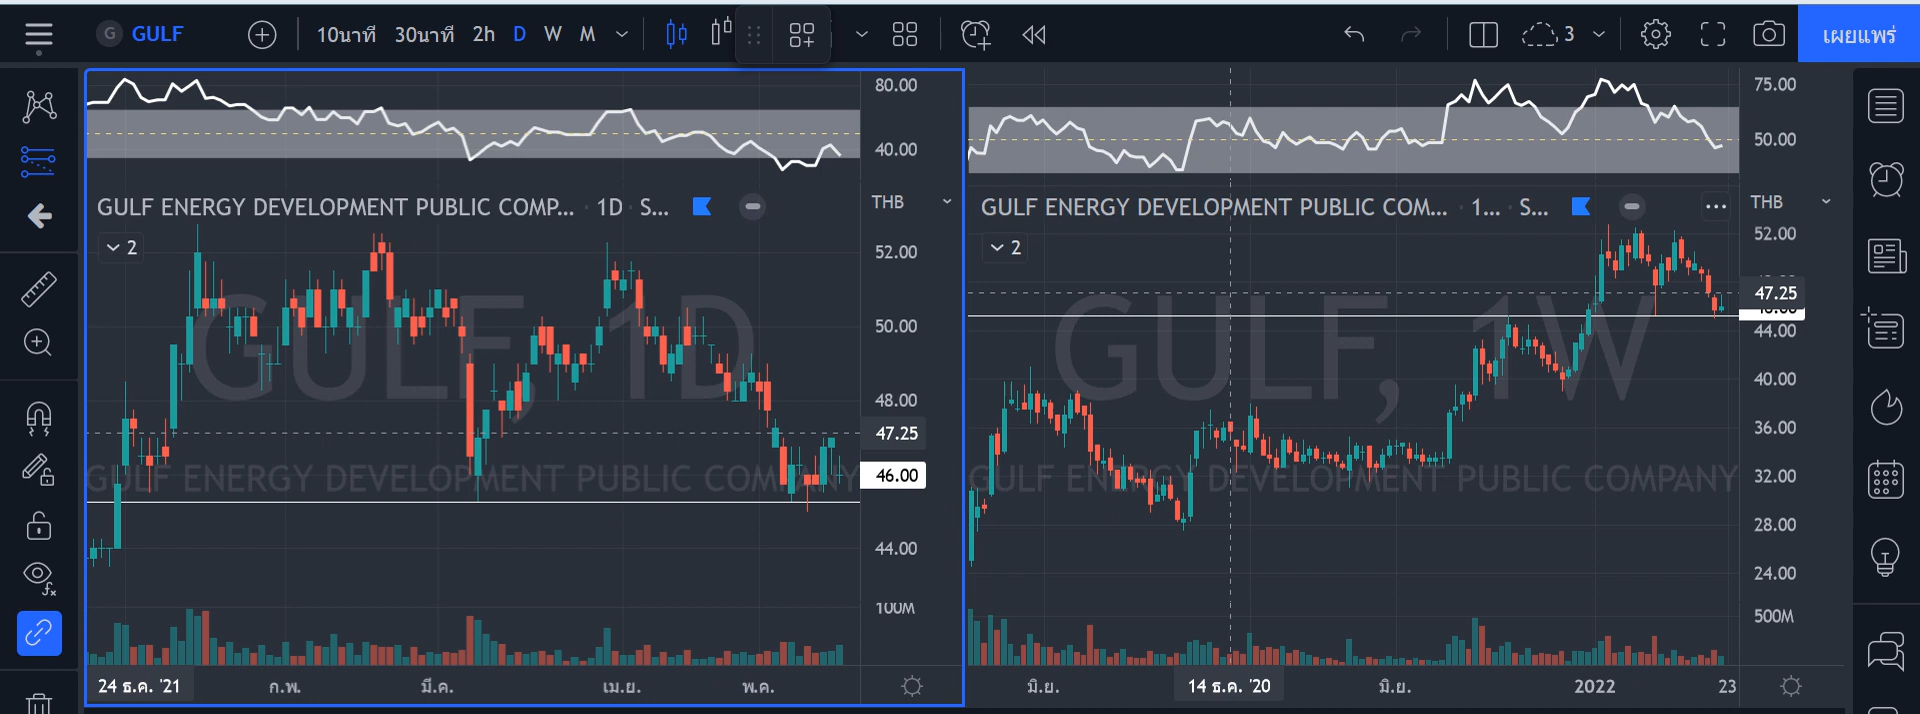 G GULF 10นาที 30นาที 2h D W M 3 เผยแพร่
80.00
40.00
GULF ENERGY DEVELOPMENT PUBLIC COMP... · 1D · S... THB
2
52.00
50.00
48.00
47.25
46.00
44.00
100M
GULF, 1D
GULF ENERGY DEVELOPMENT PUBLIC COMPANY
24 ธ.ค. '21 ก.พ. มี.ค. เม.ย. พ.ค.
75.00
50.00
GULF ENERGY DEVELOPMENT PUBLIC COM... · 1... · S... THB
2
52.00
47.25
44.00
40.00
36.00
32.00
28.00
24.00
500M
GULF, 1W
GULF ENERGY DEVELOPMENT PUBLIC COMPANY
มิ.ย. 14 ธ.ค. '20 มิ.ย. 2022 23